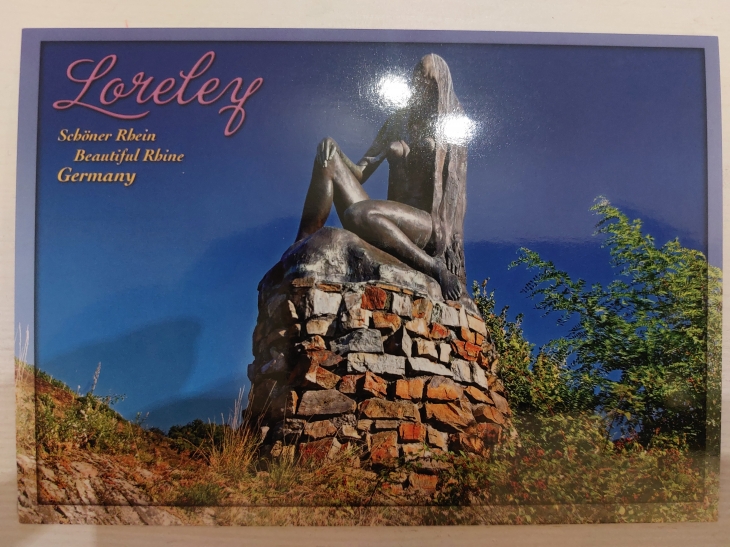 Loreley
Schöner Rhein
Beautiful Rhine
Germany